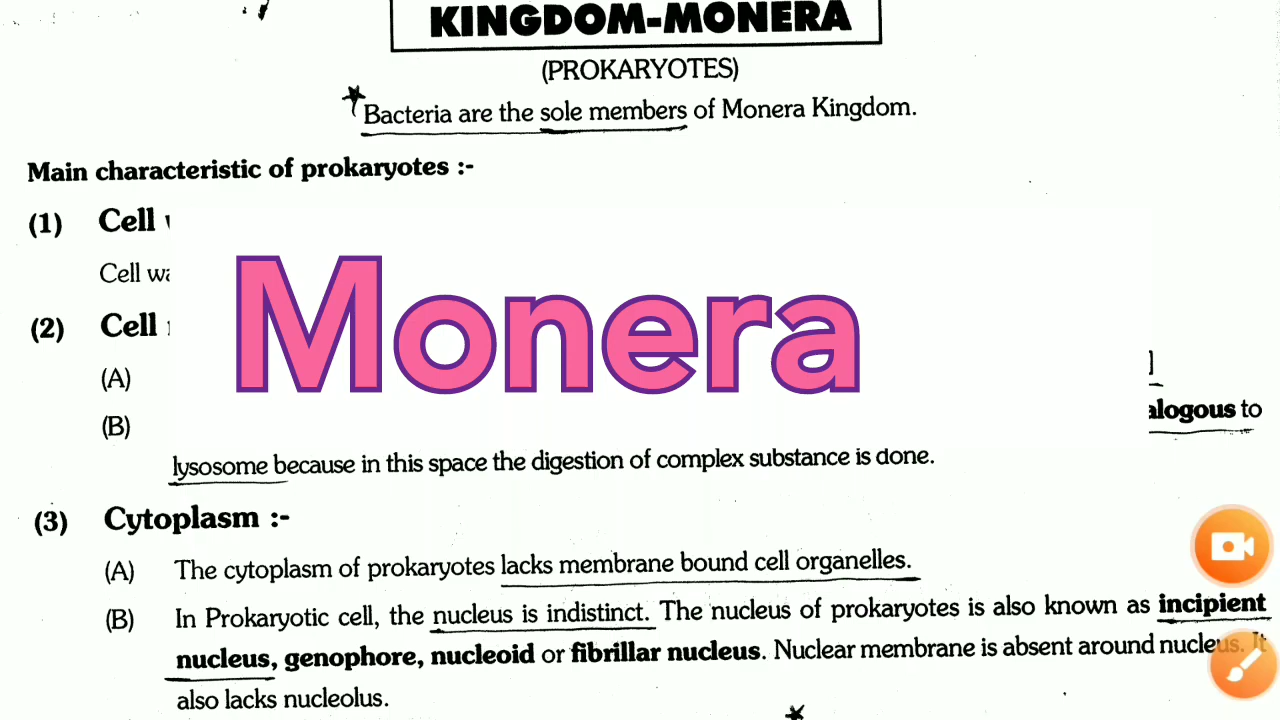 KINGDOM-MONERA
(PROKARYOTES)
Bacteria are the sole members of Monera Kingdom.
Main characteristic of prokaryotes :-
(1) Cell
Cell
Monera
(2) Cell
(A)
(B) alogous to
lysosome because in this space the digestion of complex substance is done.
(3) Cytoplasm :-
(A) The cytoplasm of prokaryotes lacks membrane bound cell organelles.
(B) In Prokaryotic cell, the nucleus is indistinct. The nucleus of prokaryotes is also known as incipient
nucleus, genophore, nucleoid or fibrillar nucleus. Nuclear membrane is absent around nucleus. It
also lacks nucleolus.